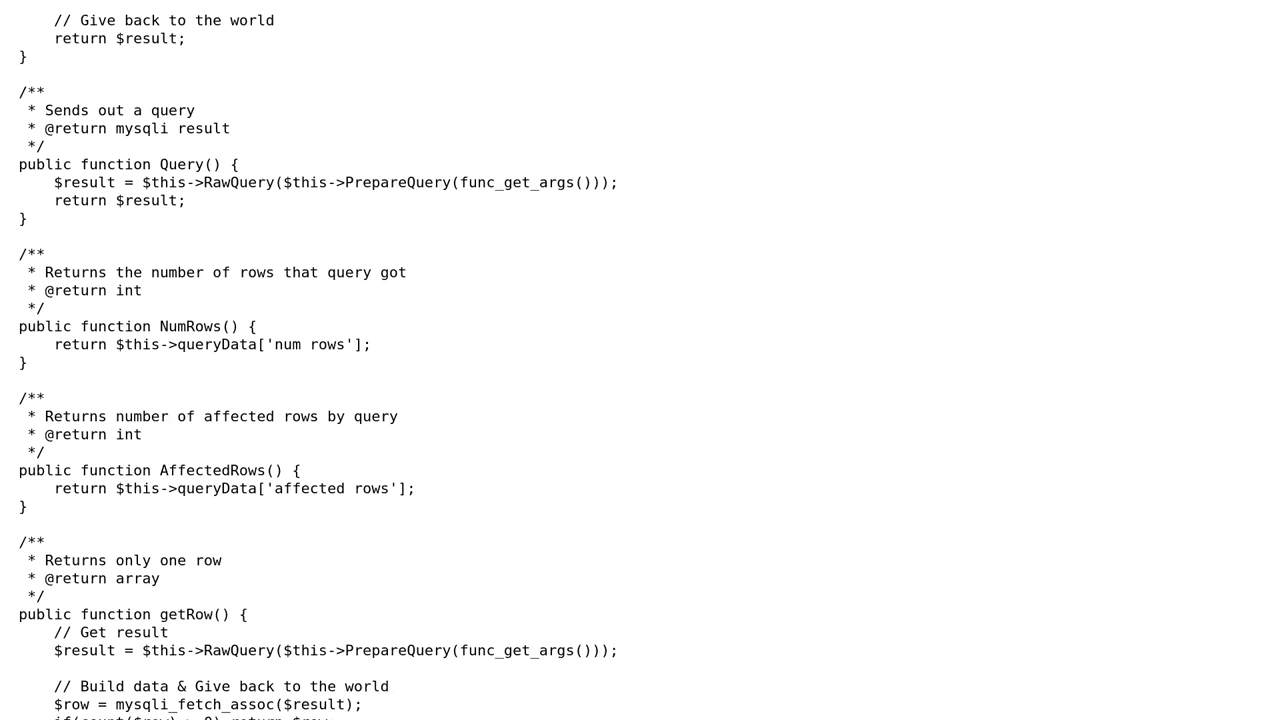 // Give back to the world
    return $result;
}

/**
 * Sends out a query
 * @return mysqli result
 */
public function Query() {
    $result = $this->RawQuery($this->PrepareQuery(func_get_args()));
    return $result;
}

/**
 * Returns the number of rows that query got
 * @return int
 */
public function NumRows() {
    return $this->queryData['num rows'];
}

/**
 * Returns number of affected rows by query
 * @return int
 */
public function AffectedRows() {
    return $this->queryData['affected rows'];
}

/**
 * Returns only one row
 * @return array
 */
public function getRow() {
    // Get result
    $result = $this->RawQuery($this->PrepareQuery(func_get_args()));

    // Build data & Give back to the world
    $row = mysqli_fetch_assoc($result);